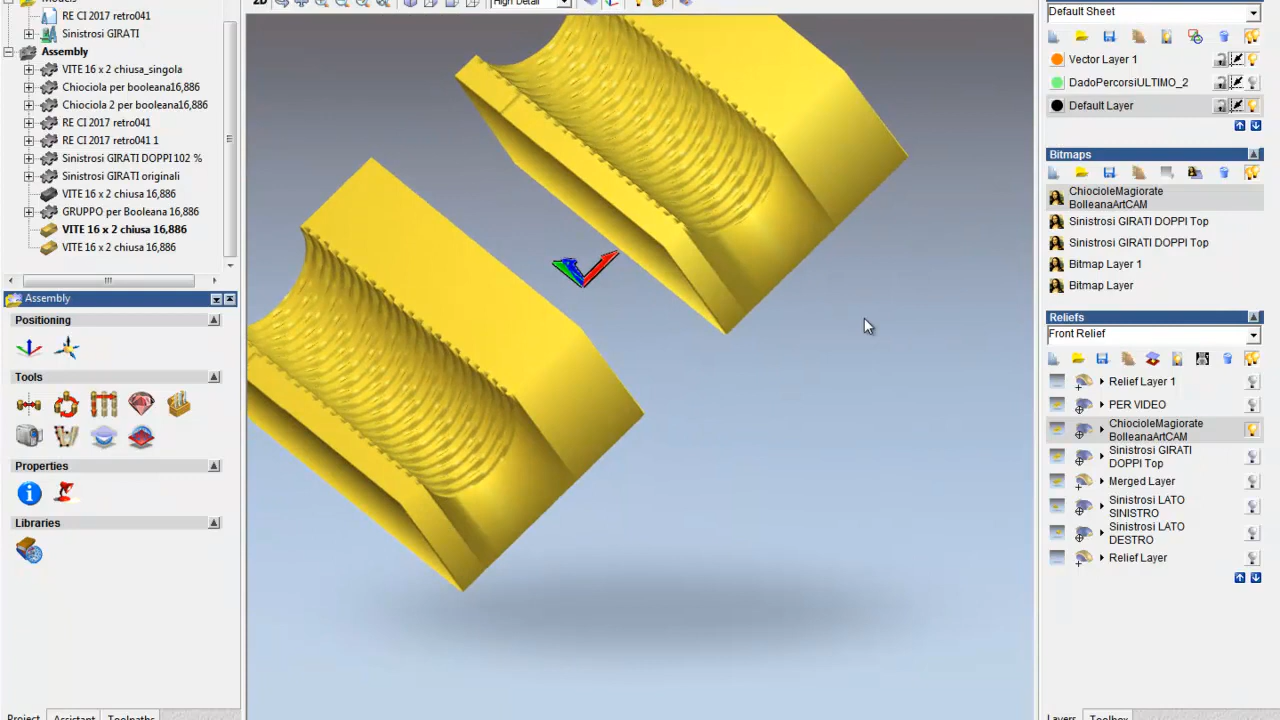 2D High Detail
Models
RE CI 2017 retro041
Sinistrosi GIRATI
Assembly
VITE 16 x 2 chiusa_singola
Chiociola per booleana16,886
Chiociola 2 per booleana16,886
RE CI 2017 retro041
RE CI 2017 retro041 1
Sinistrosi GIRATI DOPPI 102 %
Sinistrosi GIRATI originali
VITE 16 x 2 chiusa 16,886
GRUPPO per Booleana 16,886
VITE 16 x 2 chiusa 16,886
VITE 16 x 2 chiusa 16,886
Assembly
Positioning
Tools
Properties
Libraries
Project Assistant Toolpaths
Default Sheet
Vector Layer 1
DadoPercorsiULTIMO_2
Default Layer
Bitmaps
ChiocioleMagiorate
BolleanaArtCAM
Sinistrosi GIRATI DOPPI Top
Sinistrosi GIRATI DOPPI Top
Bitmap Layer 1
Bitmap Layer
Reliefs
Front Relief
Relief Layer 1
PER VIDEO
ChiocioleMagiorate
BolleanaArtCAM
Sinistrosi GIRATI
DOPPI Top
Merged Layer
Sinistrosi LATO
SINISTRO
Sinistrosi LATO
DESTRO
Relief Layer
Layers Toolbox